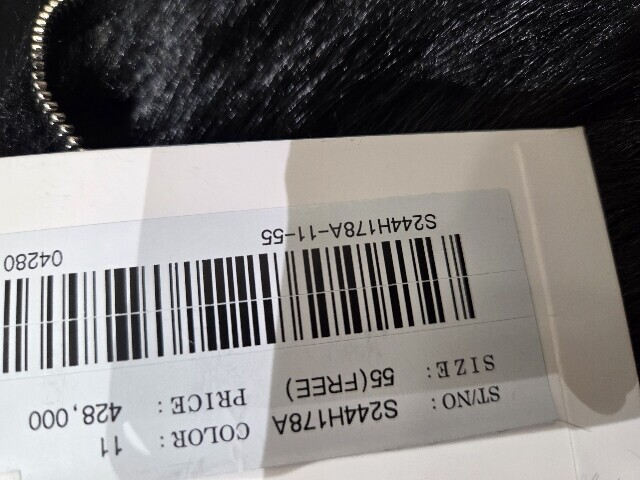 ST/NO: S244H178A COLOR: 11
SIZE: 55(FREE) PRICE: 428,000
S244H178A-11-55 04280